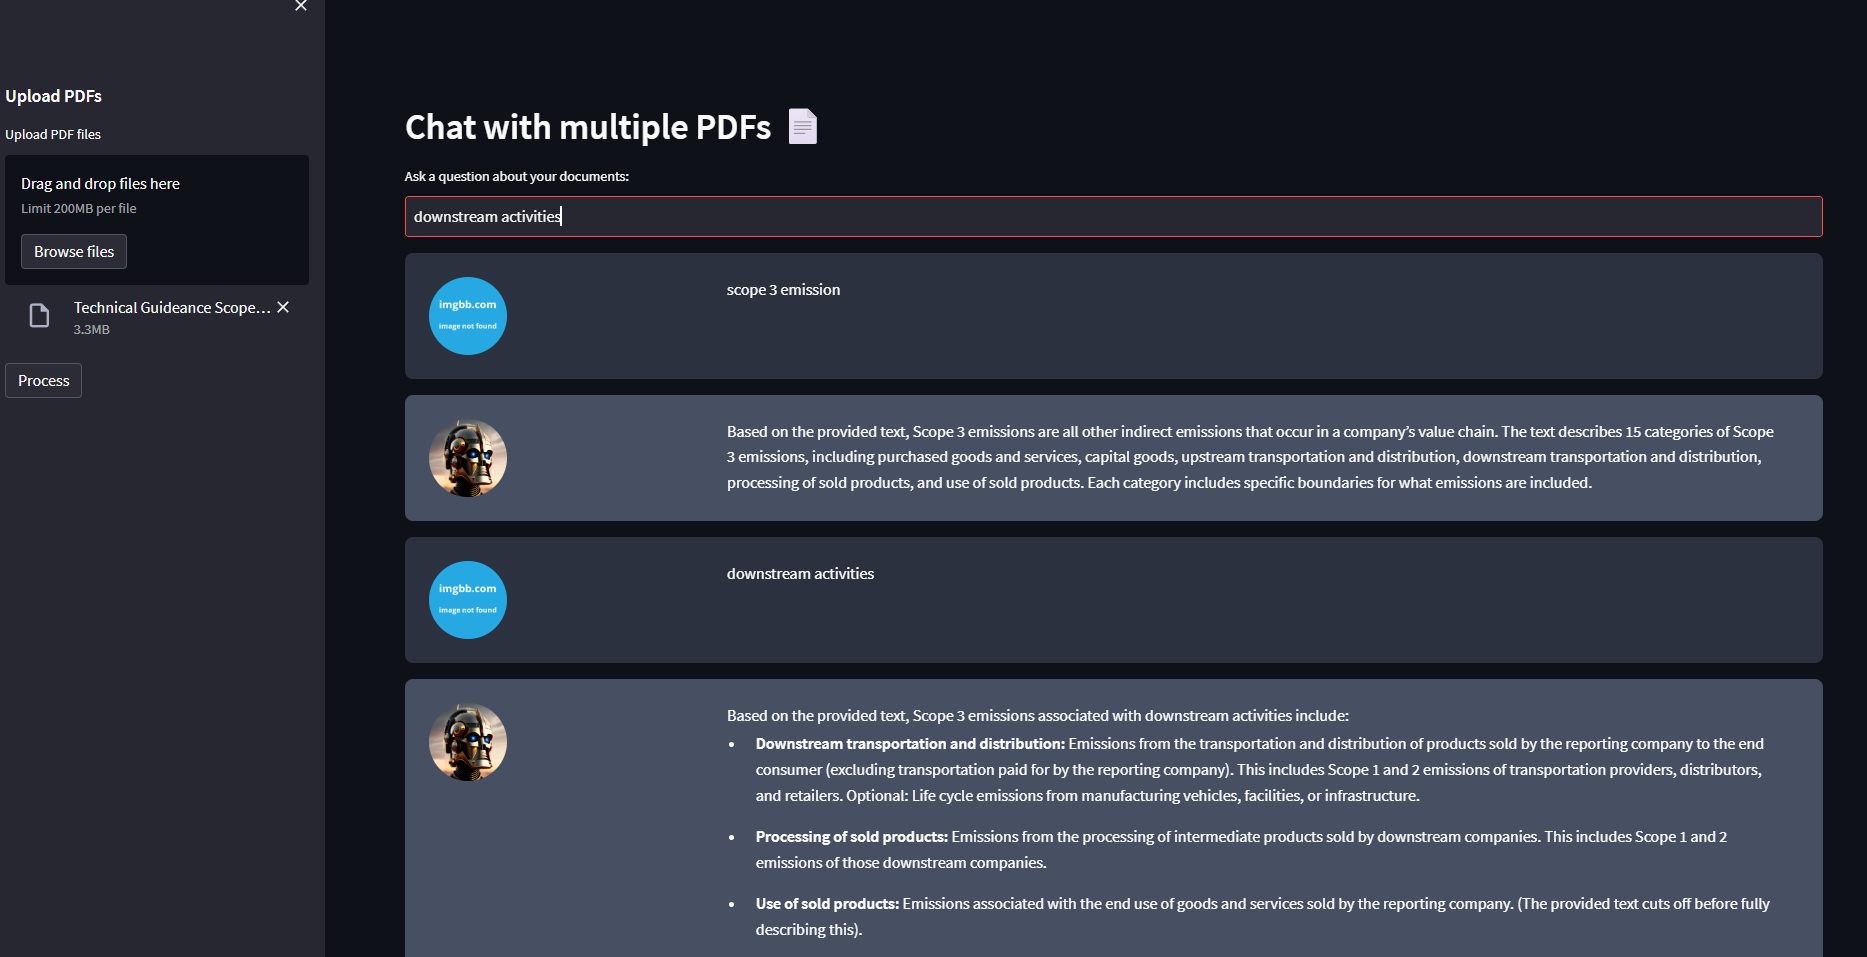 Upload PDFs
Upload PDF files
Drag and drop files here
Limit 200MB per file
Browse files
Technical Guideance Scope...
3.3MB
Process
Chat with multiple PDFs
Ask a question about your documents:
downstream activities
imgbb.com
image not found
scope 3 emission
Based on the provided text, Scope 3 emissions are all other indirect emissions that occur in a company’s value chain. The text describes 15 categories of Scope
3 emissions, including purchased goods and services, capital goods, upstream transportation and distribution, downstream transportation and distribution,
processing of sold products, and use of sold products. Each category includes specific boundaries for what emissions are included.
imgbb.com
image not found
downstream activities
Based on the provided text, Scope 3 emissions associated with downstream activities include:
• Downstream transportation and distribution: Emissions from the transportation and distribution of products sold by the reporting company to the end
consumer (excluding transportation paid for by the reporting company). This includes Scope 1 and 2 emissions of transportation providers, distributors,
and retailers. Optional: Life cycle emissions from manufacturing vehicles, facilities, or infrastructure.
• Processing of sold products: Emissions from the processing of intermediate products sold by downstream companies. This includes Scope 1 and 2
emissions of those downstream companies.
• Use of sold products: Emissions associated with the end use of goods and services sold by the reporting company. (The provided text cuts off before fully
describing this).